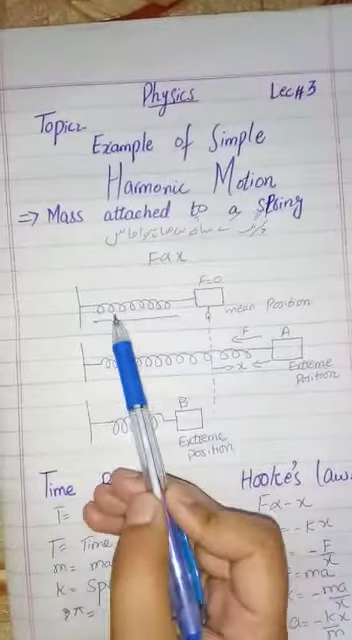 Physics Lec#3
Topic:
Example of Simple
Harmonic Motion
⇒ Mass attached to a spring
F∝x
F=0
O
mean Position
F A
x
Extreme
Position
B
Extreme
Position
Time
Hooke's Law
T=
F∝-x
= -kx
T= Time
- F/x
m= ma
= ma
k= Sp
- ma/x
2π=
a= -kx/m